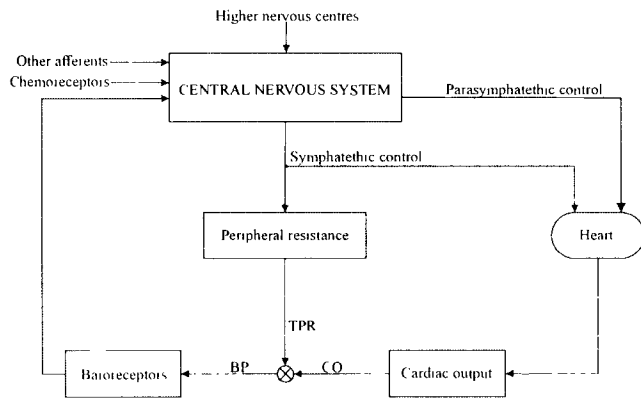 Higher nervous centres
Other afferents
Chemoreceptors
CENTRAL NERVOUS SYSTEM
Parasymphatethic control
Symphatethic control
Peripheral resistance
Heart
TPR
Baroreceptors
BP
CO
Cardiac output